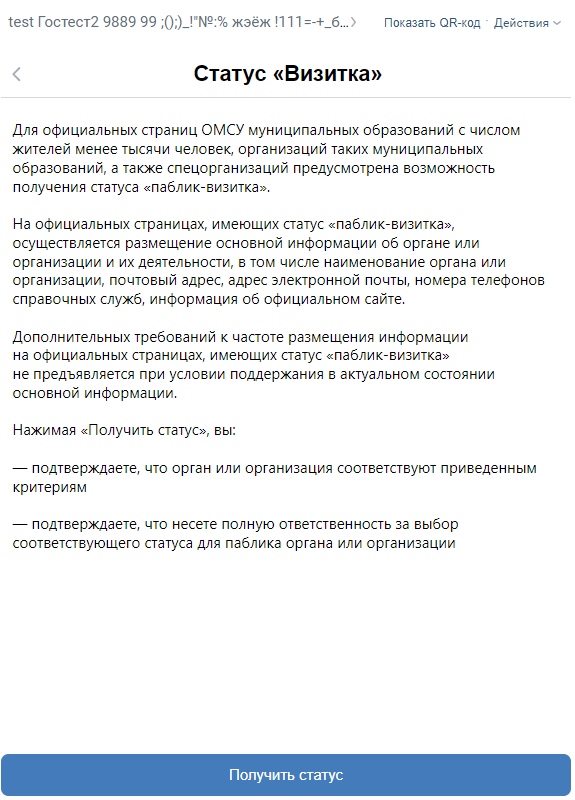 test Гостест2 9889 99 ;();)_!"№:% жэёж !111=-+_б...
Показать QR-код · Действия
Статус «Визитка»
Для официальных страниц ОМСУ муниципальных образований с числом
жителей менее тысячи человек, организаций таких муниципальных
образований, а также спецорганизаций предусмотрена возможность
получения статуса «паблик-визитка».
На официальных страницах, имеющих статус «паблик-визитка»,
осуществляется размещение основной информации об органе или
организации и их деятельности, в том числе наименование органа или
организации, почтовый адрес, адрес электронной почты, номера телефонов
справочных служб, информация об официальном сайте.
Дополнительных требований к частоте размещения информации
на официальных страницах, имеющих статус «паблик-визитка»
не предъявляется при условии поддержания в актуальном состоянии
основной информации.
Нажимая «Получить статус», вы:
— подтверждаете, что орган или организация соответствуют приведенным
критериям
— подтверждаете, что несете полную ответственность за выбор
соответствующего статуса для паблика органа или организации
Получить статус